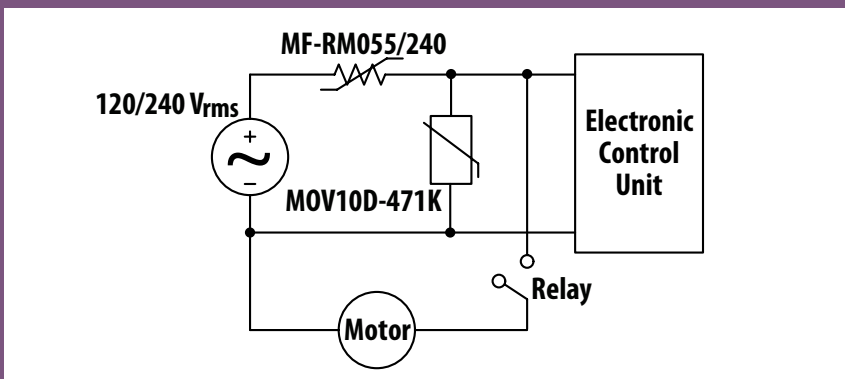 MF-RM055/240
120/240 Vrms
+
~
−
MOV10D-471K
Electronic
Control
Unit
Relay
Motor